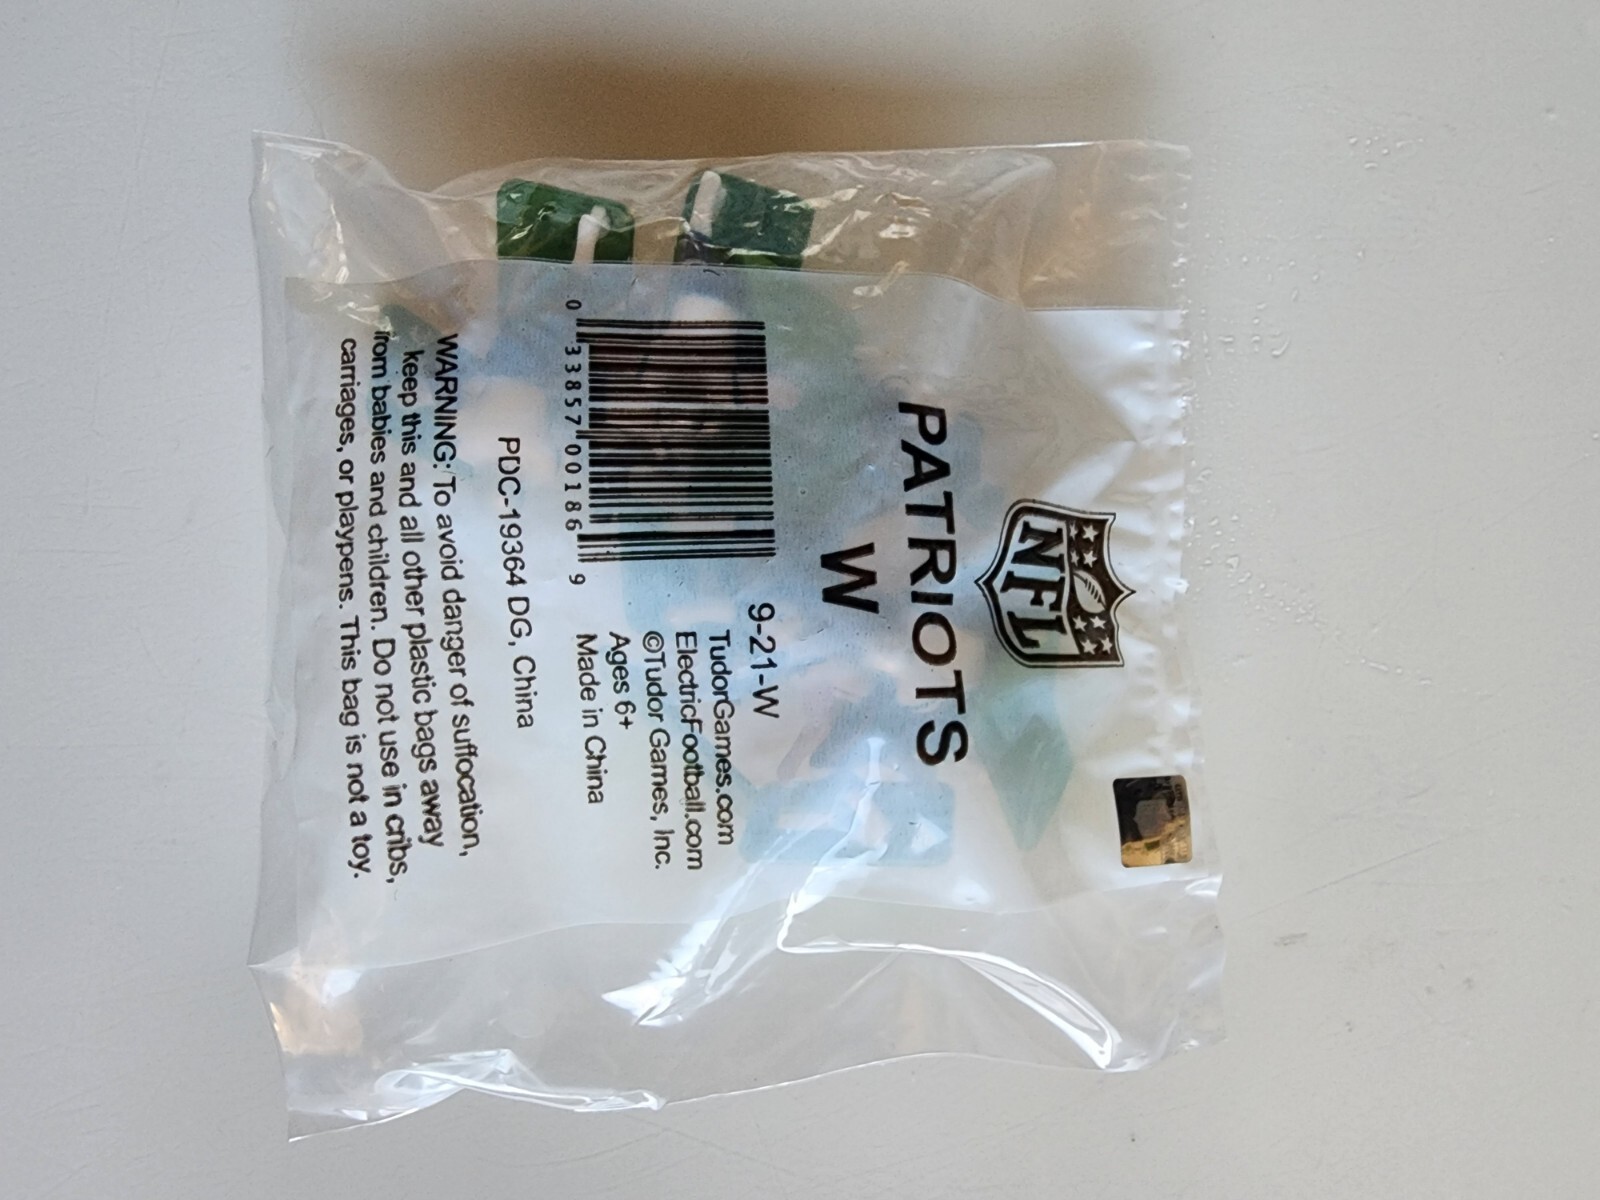 NFL
PATRIOTS
W
9-21-W
TudorGames.com
ElectricFootball.com
©Tudor Games, Inc.
Ages 6+
Made in China
0 33857 00186 9
PDC-19364 DG, China
WARNING: To avoid danger of suffocation,
keep this and all other plastic bags away
from babies and children. Do not use in cribs,
carriages, or playpens. This bag is not a toy.